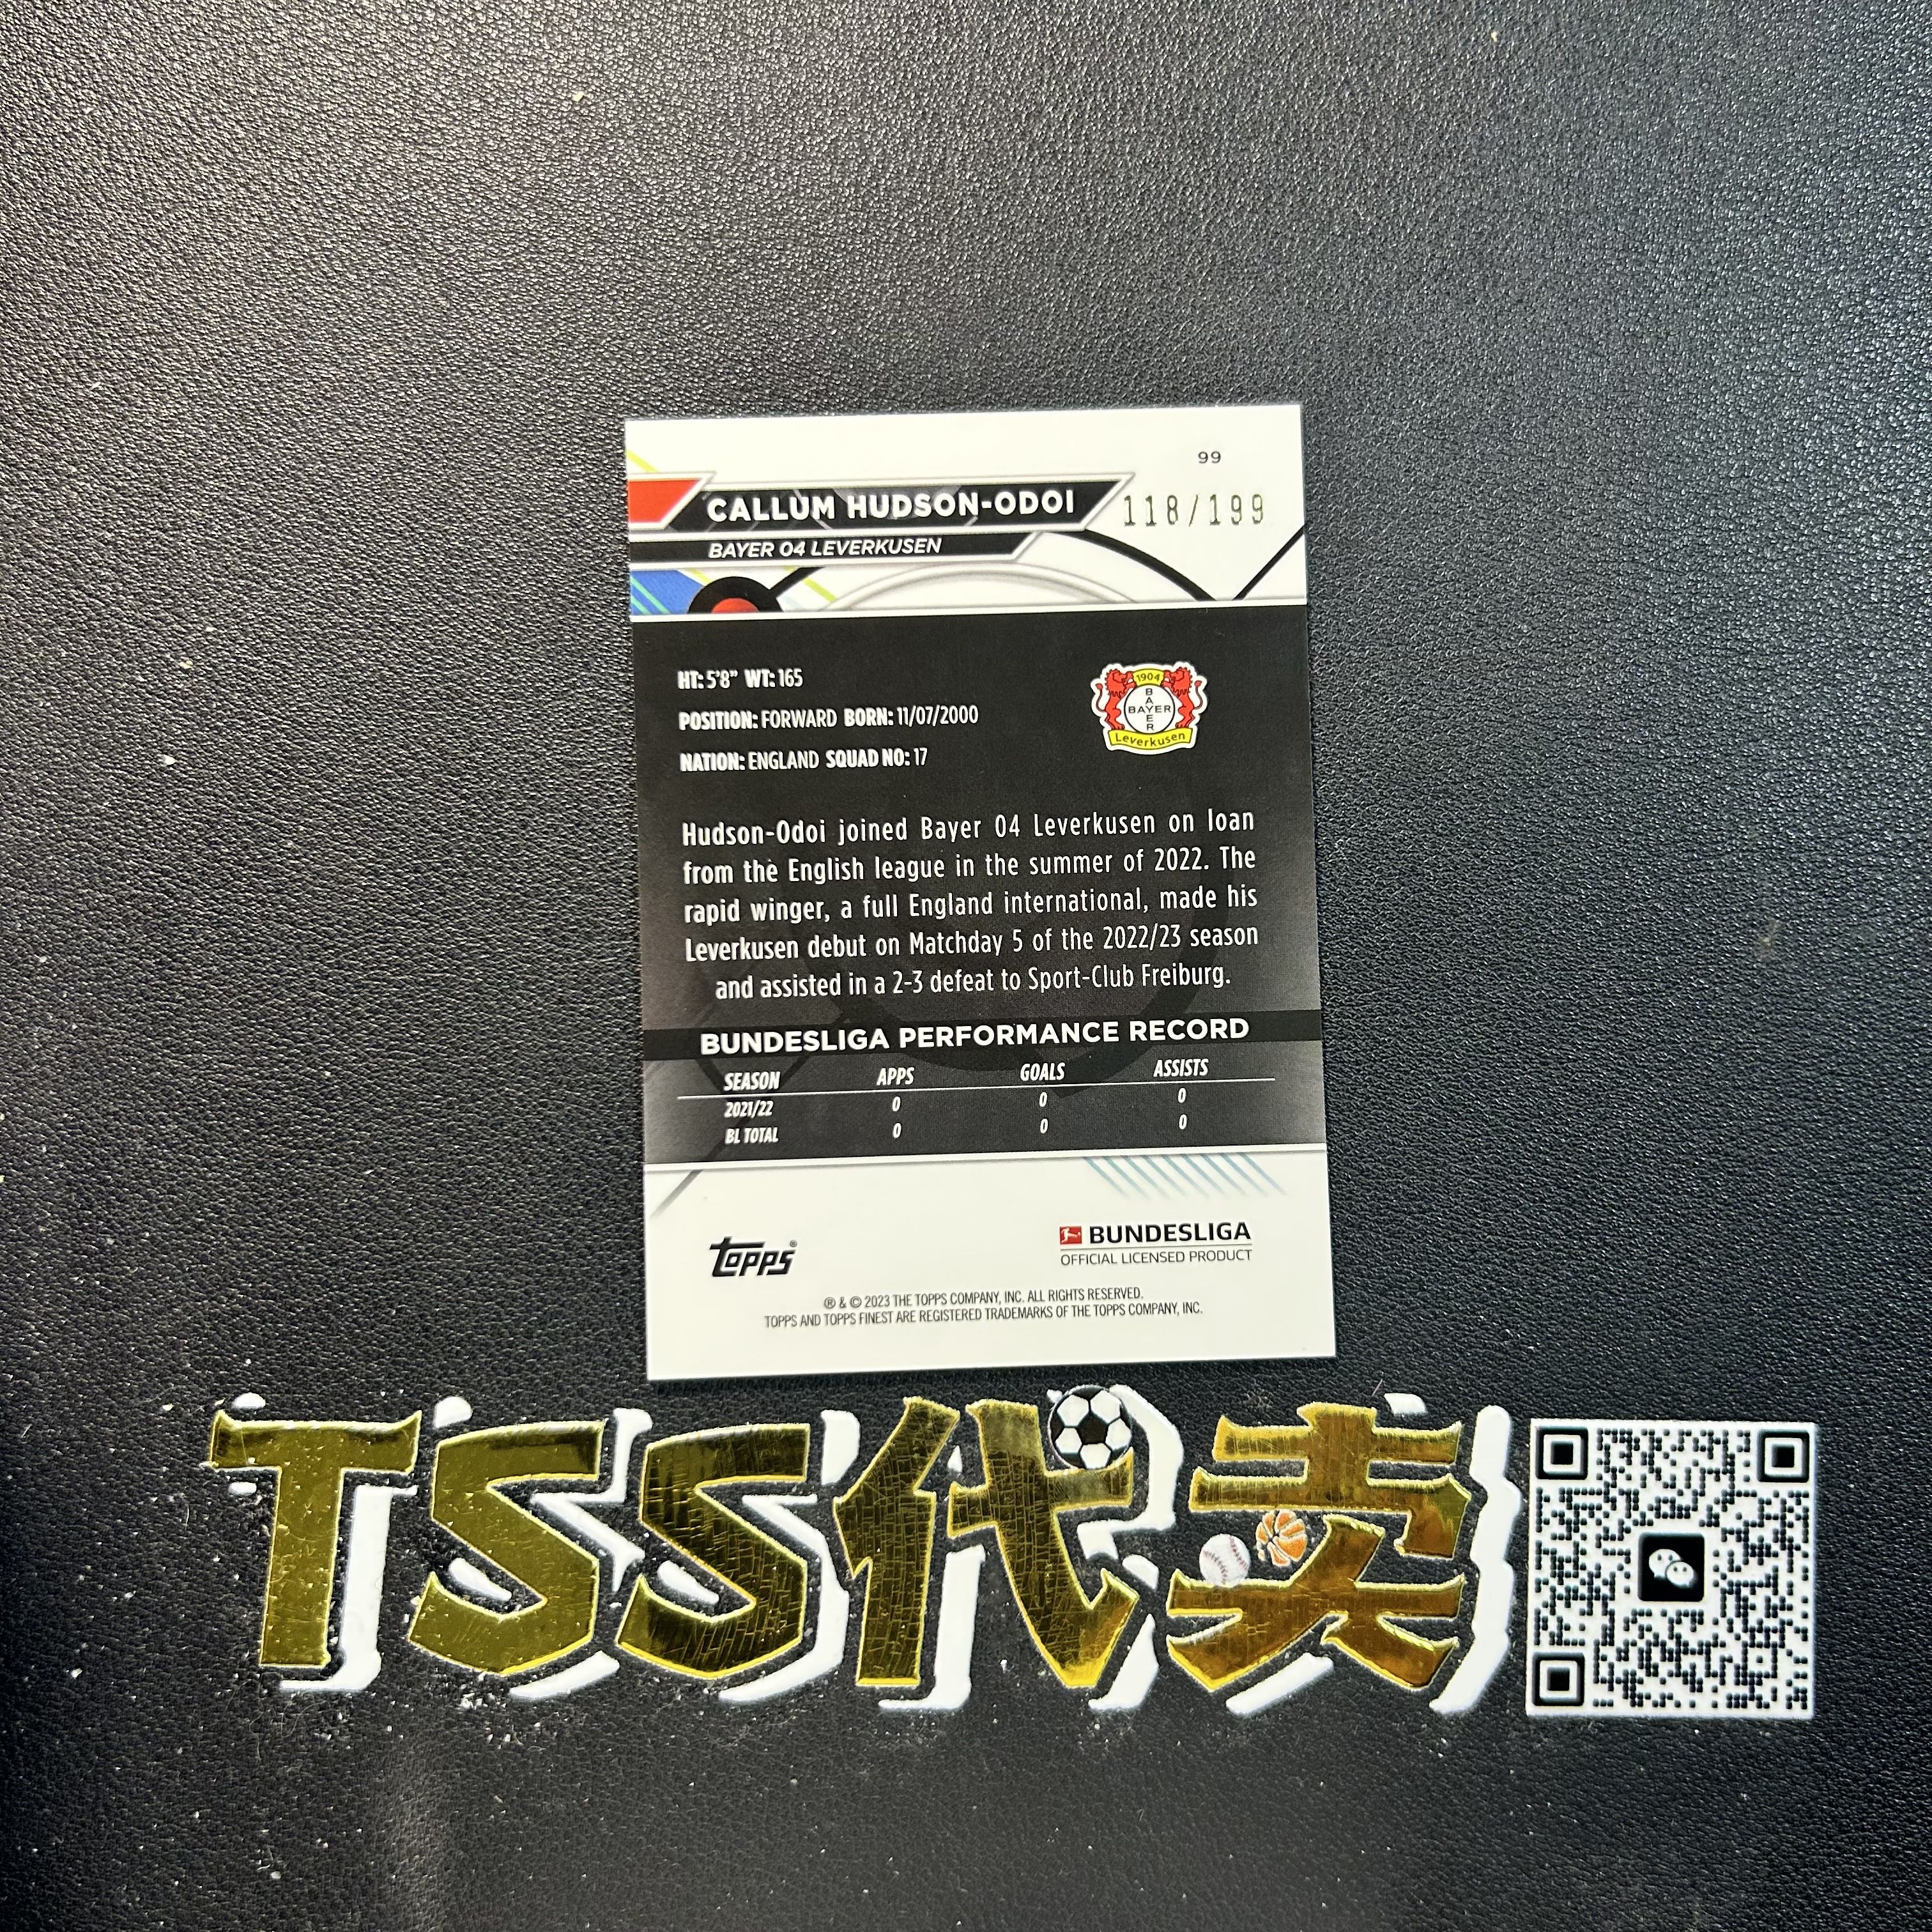 99
CALLUM HUDSON-ODOI
118/199
BAYER 04 LEVERKUSEN
HT: 5'8" WT: 165
POSITION: FORWARD BORN: 11/07/2000
NATION: ENGLAND SQUAD NO: 17
1904
BAYER
BAYER
Leverkusen
Hudson-Odoi joined Bayer 04 Leverkusen on loan
from the English league in the summer of 2022. The
rapid winger, a full England international, made his
Leverkusen debut on Matchday 5 of the 2022/23 season
and assisted in a 2-3 defeat to Sport-Club Freiburg.
BUNDESLIGA PERFORMANCE RECORD
SEASON APPS GOALS ASSISTS
2021/22 0 0 0
BL TOTAL 0 0 0
topps®
BUNDESLIGA
OFFICIAL LICENSED PRODUCT
® & © 2023 THE TOPPS COMPANY, INC. ALL RIGHTS RESERVED.
TOPPS AND TOPPS FINEST ARE REGISTERED TRADEMARKS OF THE TOPPS COMPANY, INC.
TSS代卖